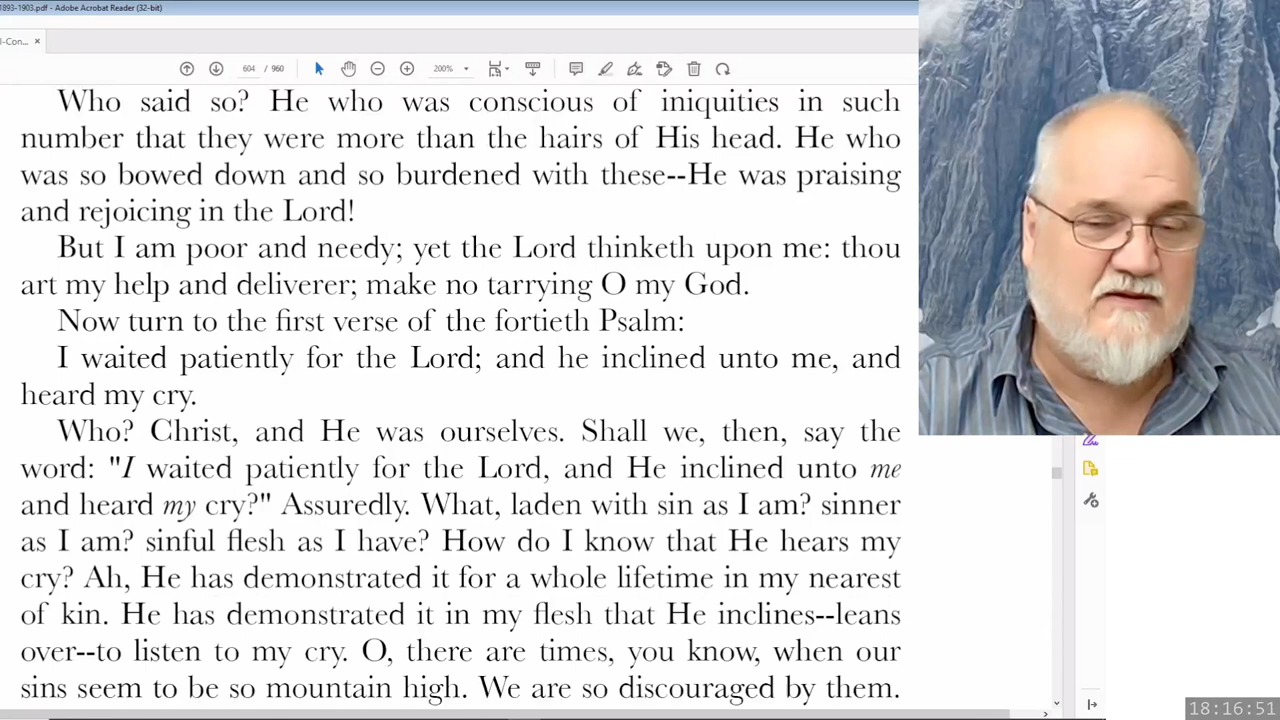 1893-1903.pdf - Adobe Acrobat Reader (32-bit)
l-Con... ×
604 / 960 200%
Who said so? He who was conscious of iniquities in such
number that they were more than the hairs of His head. He who
was so bowed down and so burdened with these--He was praising
and rejoicing in the Lord!
But I am poor and needy; yet the Lord thinketh upon me: thou
art my help and deliverer; make no tarrying O my God.
Now turn to the first verse of the fortieth Psalm:
I waited patiently for the Lord; and he inclined unto me, and
heard my cry.
Who? Christ, and He was ourselves. Shall we, then, say the
word: "I waited patiently for the Lord, and He inclined unto me
and heard my cry?" Assuredly. What, laden with sin as I am? sinner
as I am? sinful flesh as I have? How do I know that He hears my
cry? Ah, He has demonstrated it for a whole lifetime in my nearest
of kin. He has demonstrated it in my flesh that He inclines--leans
over--to listen to my cry. O, there are times, you know, when our
sins seem to be so mountain high. We are so discouraged by them.
18:16:51